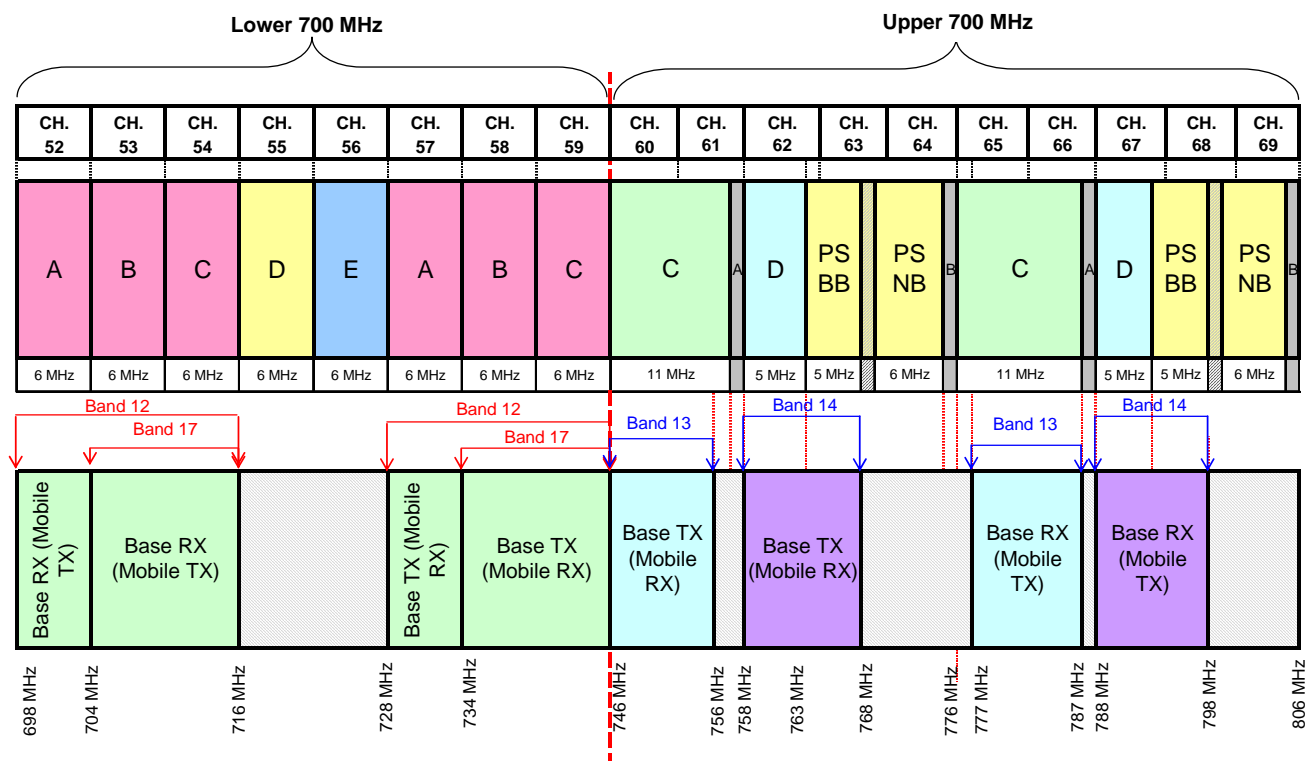 Lower 700 MHz
Upper 700 MHz
CH. CH. CH. CH. CH. CH. CH. CH. CH. CH. CH. CH. CH. CH. CH. CH. CH. CH.
52 53 54 55 56 57 58 59 60 61 62 63 64 65 66 67 68 69
A B C D E A B C C A D PS BB PS NB B C A D PS BB PS NB B
6 MHz 6 MHz 6 MHz 6 MHz 6 MHz 6 MHz 6 MHz 6 MHz 11 MHz 5 MHz 5 MHz 6 MHz 11 MHz 5 MHz 5 MHz 6 MHz
Band 12
Band 17
Band 12
Band 17
Band 13
Band 14
Band 13
Band 14
Base RX (Mobile
TX)
Base RX
(Mobile TX)
Base TX (Mobile
RX)
Base TX
(Mobile RX)
Base TX
(Mobile
RX)
Base TX
(Mobile RX)
Base RX
(Mobile
TX)
Base RX
(Mobile
TX)
698 MHz
704 MHz
716 MHz
728 MHz
734 MHz
746 MHz
756 MHz
758 MHz
763 MHz
768 MHz
776 MHz
777 MHz
787 MHz
788 MHz
798 MHz
806 MHz